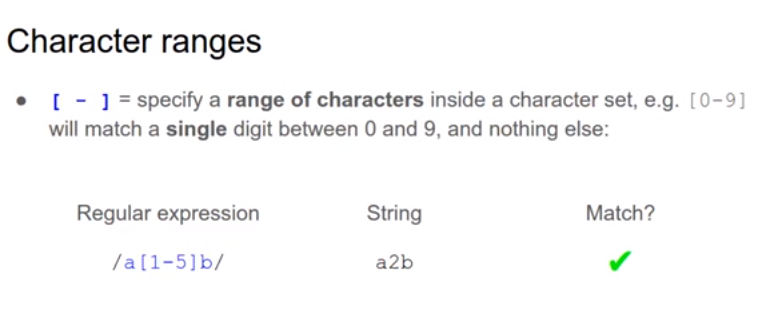 Character ranges
● [ - ] = specify a range of characters inside a character set, e.g. [0-9]
will match a single digit between 0 and 9, and nothing else:
Regular expression String Match?
/a[1-5]b/ a2b ✔